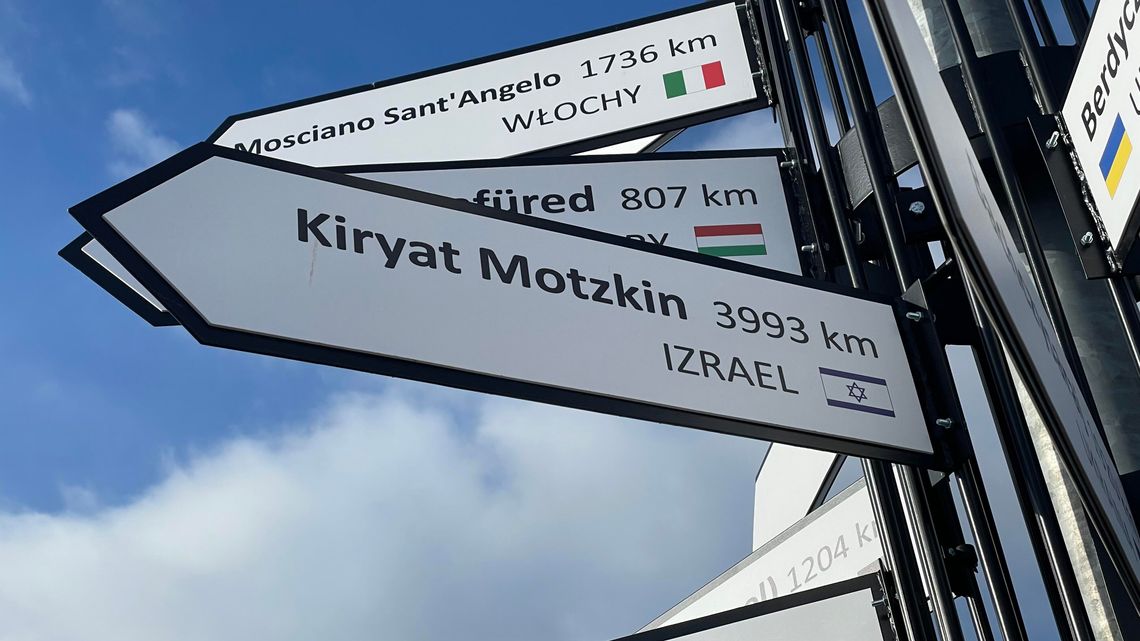 Mosciano Sant'Angelo 1736 km
WŁOCHY
füred 807 km
Kiryat Motzkin 3993 km
IZRAEL
1204
Berdyc